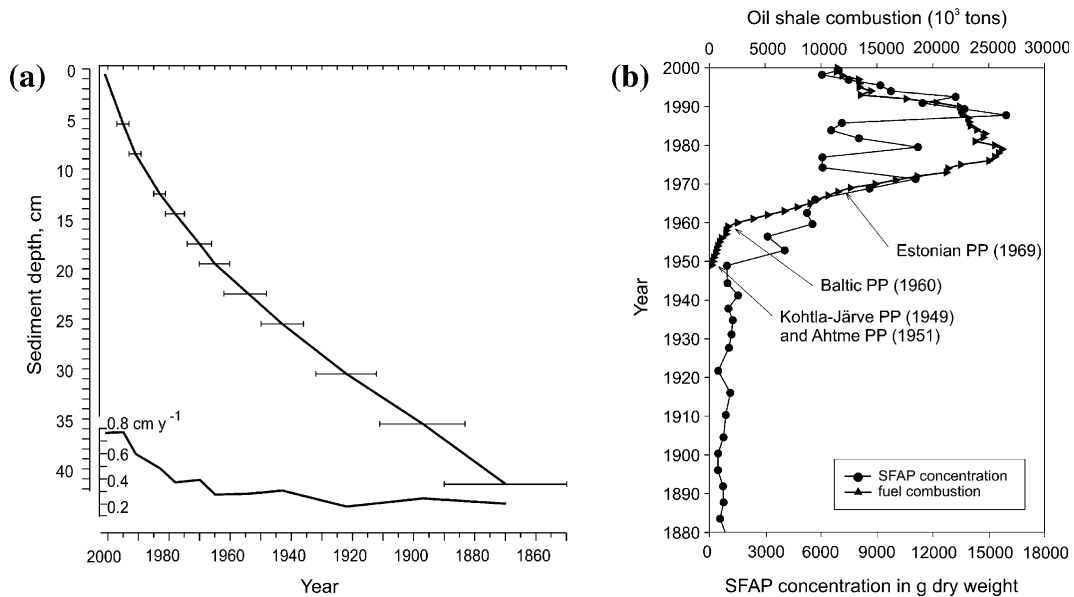 (a)
Sediment depth, cm
0
5
10
15
20
25
30
35
40
0.8 cm y⁻¹
0.6
0.4
0.2
2000 1980 1960 1940 1920 1900 1880 1860
Year
(b)
Oil shale combustion (10³ tons)
0 5000 10000 15000 20000 25000 30000
Year
2000
1990
1980
1970
1960
1950
1940
1930
1920
1910
1900
1890
1880
Estonian PP (1969)
Baltic PP (1960)
Kohtla-Järve PP (1949)
and Ahtme PP (1951)
SFAP concentration
fuel combustion
0 3000 6000 9000 12000 15000 18000
SFAP concentration in g dry weight